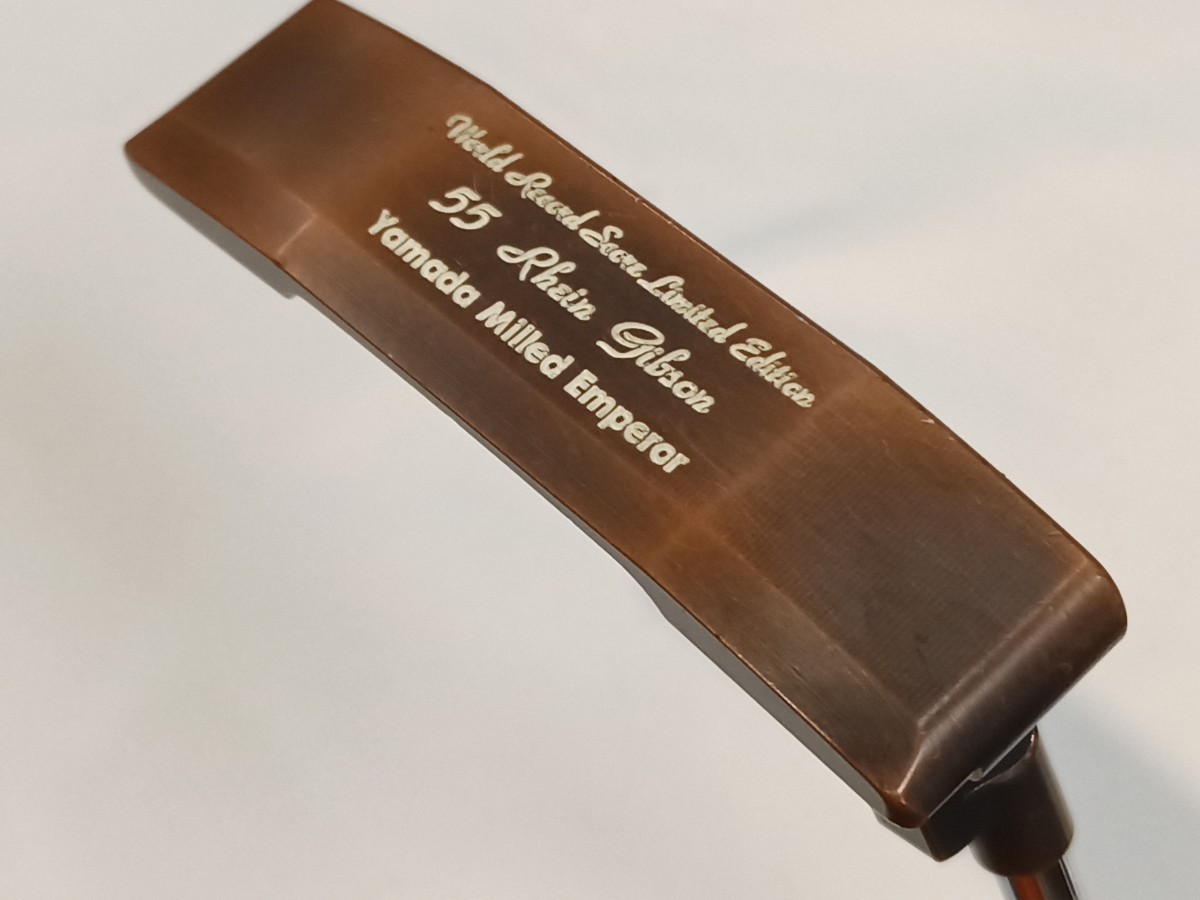 World Record Score Limited Edition
55 Rhein Gibson
Yamada Milled Emperor